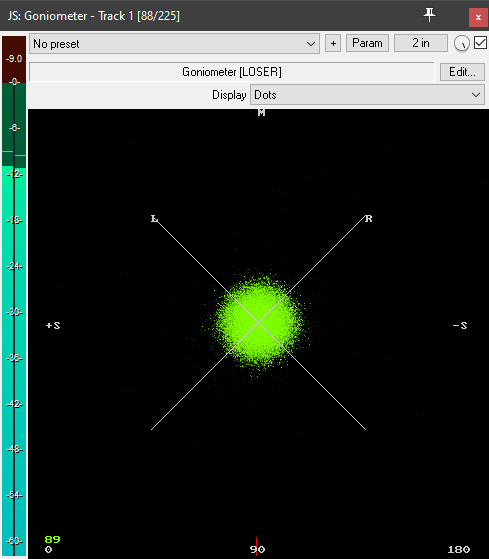 JS: Goniometer - Track 1 [88/225]
No preset
+
Param
2 in
Goniometer [LOSER]
Edit...
Display Dots
-9.0
-0-
-6-
-12-
-18-
-24-
-30-
-36-
-42-
-48-
-54-
-60-
M
L
R
+S
-S
89
0
90
180